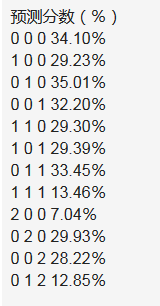 预测分数（%）
0 0 0 34.10%
1 0 0 29.23%
0 1 0 35.01%
0 0 1 32.20%
1 1 0 29.30%
1 0 1 29.39%
0 1 1 33.45%
1 1 1 13.46%
2 0 0 7.04%
0 2 0 29.93%
0 0 2 28.22%
0 1 2 12.85%